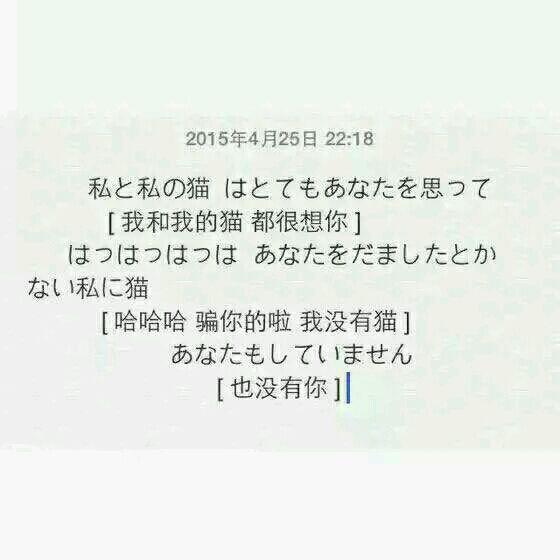 2015年4月25日 22:18
私と私の猫 はとてもあなたを思って
[ 我和我的猫 都很想你 ]
はっはっはっは あなたをだましたとか
ない私に猫
[ 哈哈哈 骗你的啦 我没有猫 ]
あなたもしていません
[ 也没有你 ]